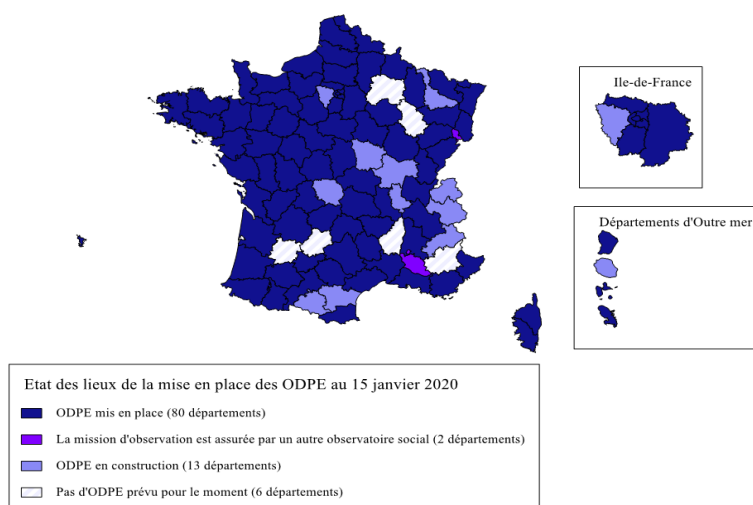 Ile-de-France
Départements d'Outre mer
Etat des lieux de la mise en place des ODPE au 15 janvier 2020
ODPE mis en place (80 départements)
La mission d'observation est assurée par un autre observatoire social (2 départements)
ODPE en construction (13 départements)
Pas d'ODPE prévu pour le moment (6 départements)